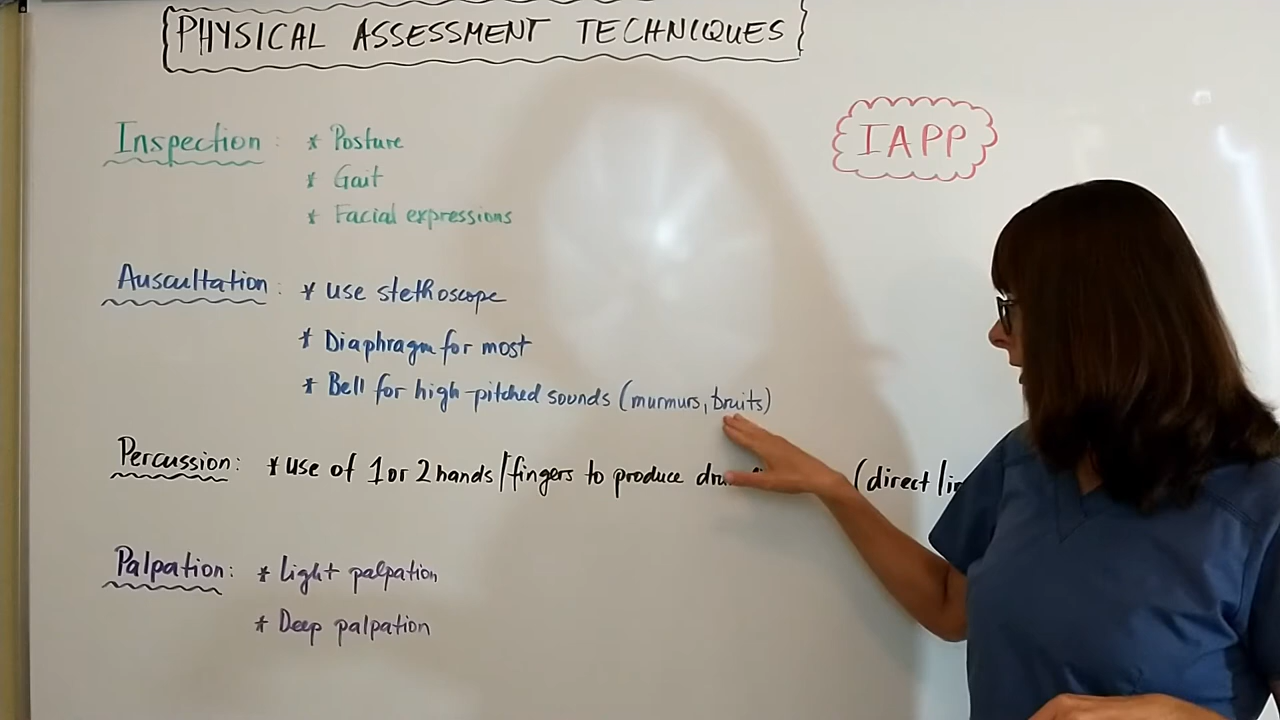 PHYSICAL ASSESSMENT TECHNIQUES
IAPP
Inspection: * Posture
* Gait
* Facial expressions
Auscultation: * Use stethoscope
* Diaphragm for most
* Bell for high-pitched sounds (murmurs, bruits)
Percussion: * Use of 1 or 2 hands/fingers to produce (direct/
Palpation: * Light palpation
* Deep palpation